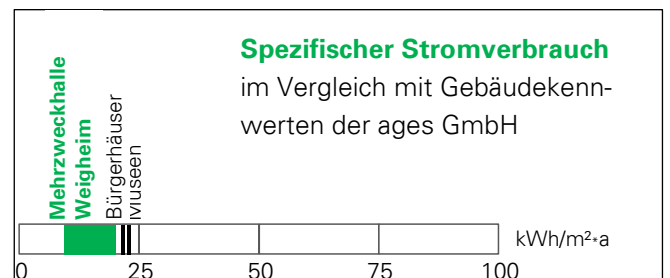 Spezifischer Stromverbrauch
im Vergleich mit Gebäudekenn-
werten der ages GmbH
Mehrzweckhalle
Weigheim
Bürgerhäuser
Museen
kWh/m²*a
0 25 50 75 100